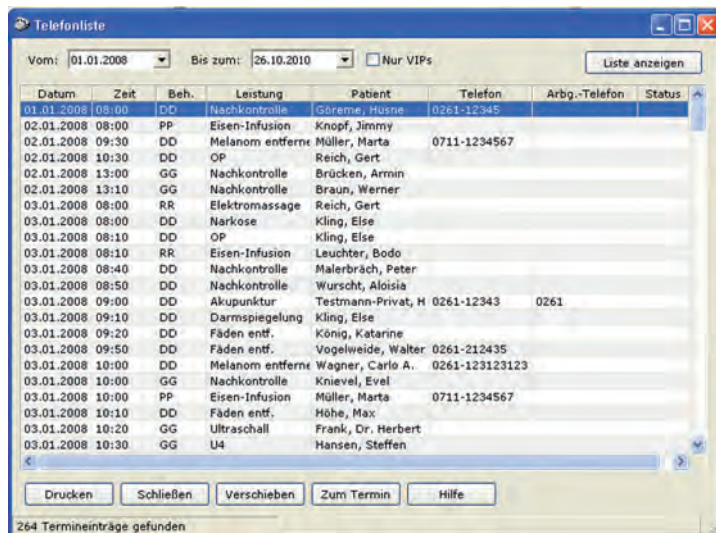 Telefonliste
Vom: 01.01.2008 Bis zum: 26.10.2010 Nur VIPs Liste anzeigen
Datum Zeit Beh. Leistung Patient Telefon Arbg.-Telefon Status
01.01.2008 08:00 DD Nachkontrolle Göreme, Hüsne 0261-12345
02.01.2008 08:00 PP Eisen-Infusion Knopf, Jimmy
02.01.2008 09:30 DD Melanom entferne Müller, Marta 0711-1234567
02.01.2008 10:30 DD OP Reich, Gert
02.01.2008 13:00 GG Nachkontrolle Brücken, Armin
02.01.2008 13:10 GG Nachkontrolle Braun, Werner
03.01.2008 08:00 RR Elektromassage Reich, Gert
03.01.2008 08:00 DD Narkose Kling, Else
03.01.2008 08:10 DD OP Kling, Else
03.01.2008 08:10 RR Eisen-Infusion Leuchter, Bodo
03.01.2008 08:40 DD Nachkontrolle Malerbräch, Peter
03.01.2008 08:50 DD Nachkontrolle Wurscht, Aloisia
03.01.2008 09:00 DD Akupunktur Testmann-Privat, H 0261-12343 0261
03.01.2008 09:10 DD Darmspiegelung Kling, Else
03.01.2008 09:20 DD Fäden entf. König, Katarine
03.01.2008 09:50 DD Fäden entf. Vogelweide, Walter 0261-212435
03.01.2008 10:00 DD Melanom entferne Wagner, Carlo A. 0261-123123123
03.01.2008 10:00 GG Nachkontrolle Knievel, Evel
03.01.2008 10:00 PP Eisen-Infusion Müller, Marta 0711-1234567
03.01.2008 10:10 DD Fäden entf. Höhe, Max
03.01.2008 10:20 GG Ultraschall Frank, Dr. Herbert
03.01.2008 10:30 GG U4 Hansen, Steffen
Drucken Schließen Verschieben Zum Termin Hilfe
264 Termineinträge gefunden